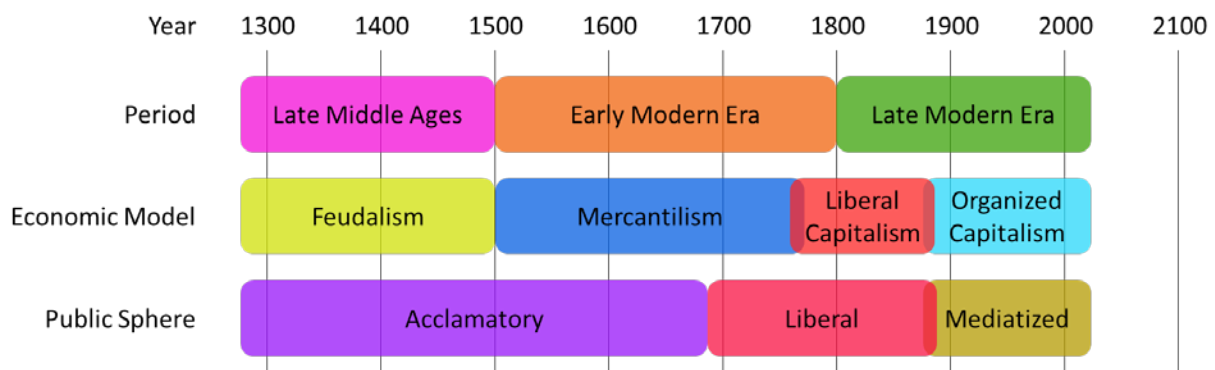 Year 1300 1400 1500 1600 1700 1800 1900 2000 2100
Period Late Middle Ages Early Modern Era Late Modern Era
Economic Model Feudalism Mercantilism Liberal Capitalism Organized Capitalism
Public Sphere Acclamatory Liberal Mediatized